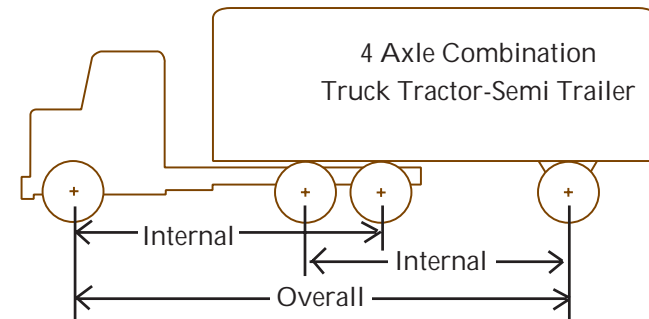 4 Axle Combination
Truck Tractor-Semi Trailer
Internal
Internal
Overall